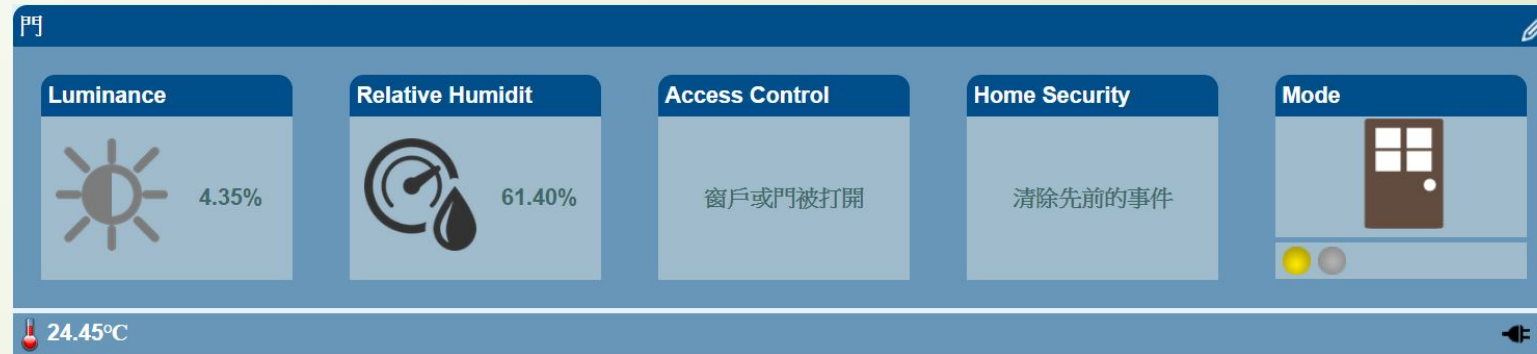 門
Luminance
4.35%
Relative Humidit
61.40%
Access Control
窗戶或門被打開
Home Security
清除先前的事件
Mode
24.45℃